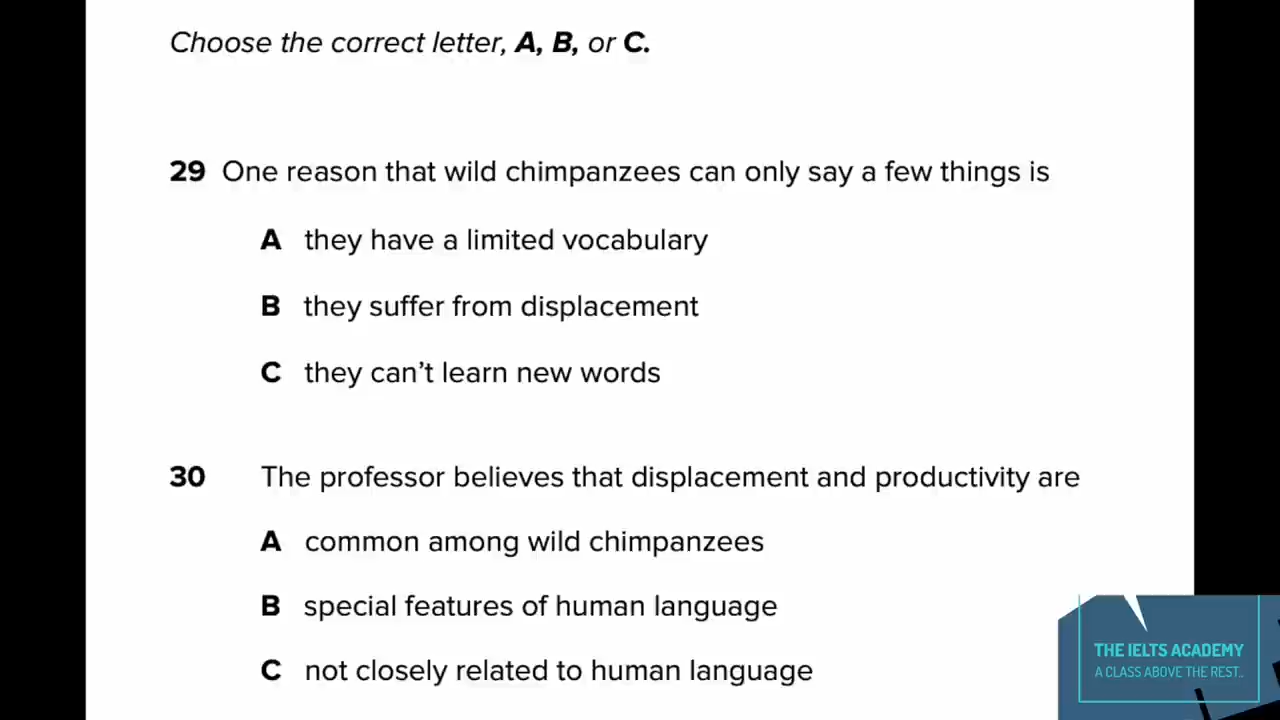 Choose the correct letter, A, B, or C.
29 One reason that wild chimpanzees can only say a few things is
A they have a limited vocabulary
B they suffer from displacement
C they can't learn new words
30 The professor believes that displacement and productivity are
A common among wild chimpanzees
B special features of human language
C not closely related to human language
THE IELTS ACADEMY
A CLASS ABOVE THE REST..